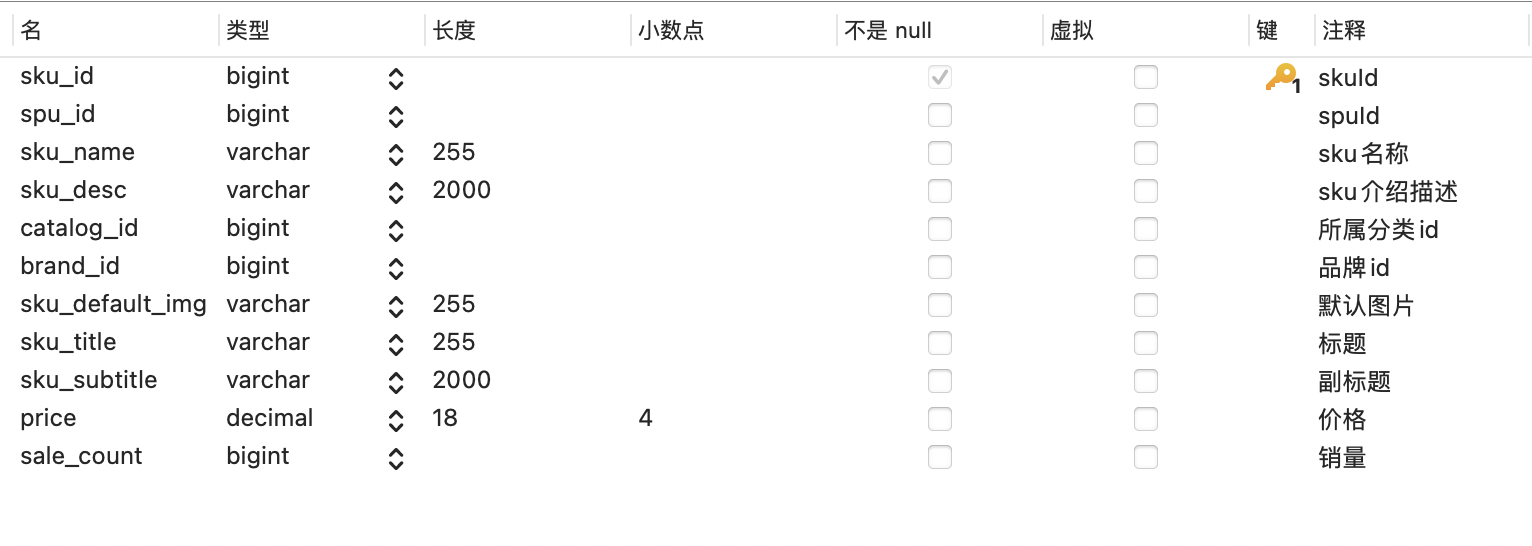 名 类型 长度 小数点 不是 null 虚拟 键 注释
sku_id bigint 1 skuId
spu_id bigint spuId
sku_name varchar 255 sku名称
sku_desc varchar 2000 sku介绍描述
catalog_id bigint 所属分类id
brand_id bigint 品牌id
sku_default_img varchar 255 默认图片
sku_title varchar 255 标题
sku_subtitle varchar 2000 副标题
price decimal 18 4 价格
sale_count bigint 销量